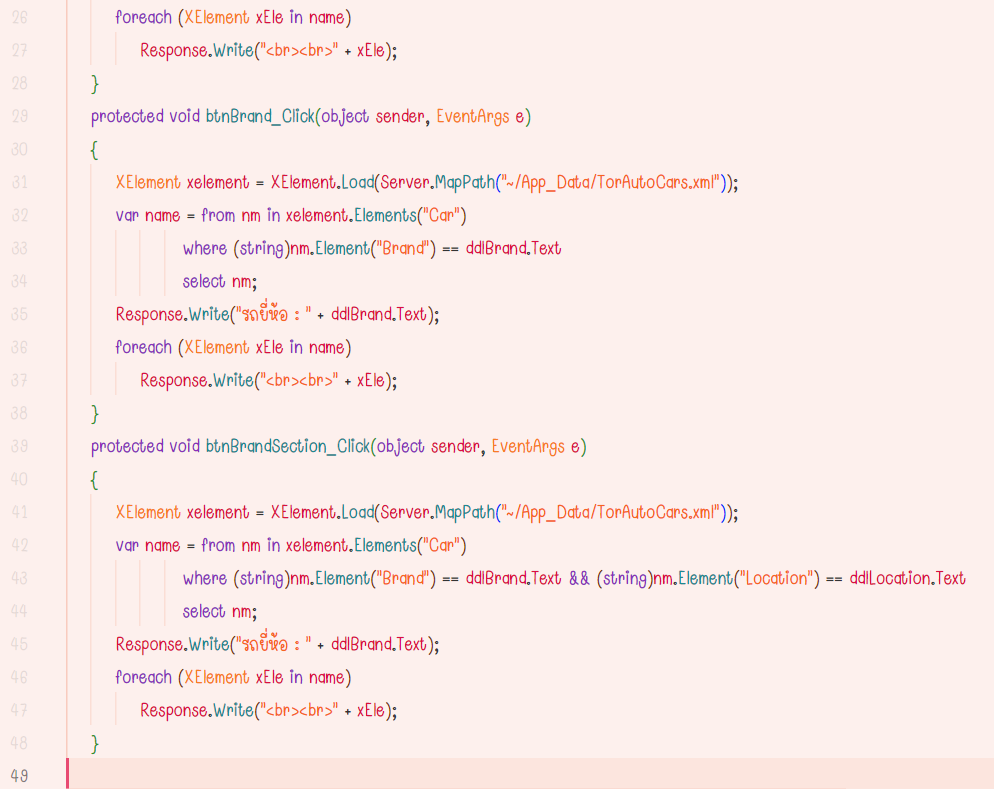 26 foreach (XElement xEle in name)
27 Response.Write("<br><br>" + xEle);
28 }
29 protected void btnBrand_Click(object sender, EventArgs e)
30 {
31 XElement xelement = XElement.Load(Server.MapPath("~/App_Data/TorAutoCars.xml"));
32 var name = from nm in xelement.Elements("Car")
33 where (string)nm.Element("Brand") == ddlBrand.Text
34 select nm;
35 Response.Write("รถยี่ห้อ : " + ddlBrand.Text);
36 foreach (XElement xEle in name)
37 Response.Write("<br><br>" + xEle);
38 }
39 protected void btnBrandSection_Click(object sender, EventArgs e)
40 {
41 XElement xelement = XElement.Load(Server.MapPath("~/App_Data/TorAutoCars.xml"));
42 var name = from nm in xelement.Elements("Car")
43 where (string)nm.Element("Brand") == ddlBrand.Text && (string)nm.Element("Location") == ddlLocation.Text
44 select nm;
45 Response.Write("รถยี่ห้อ : " + ddlBrand.Text);
46 foreach (XElement xEle in name)
47 Response.Write("<br><br>" + xEle);
48 }
49